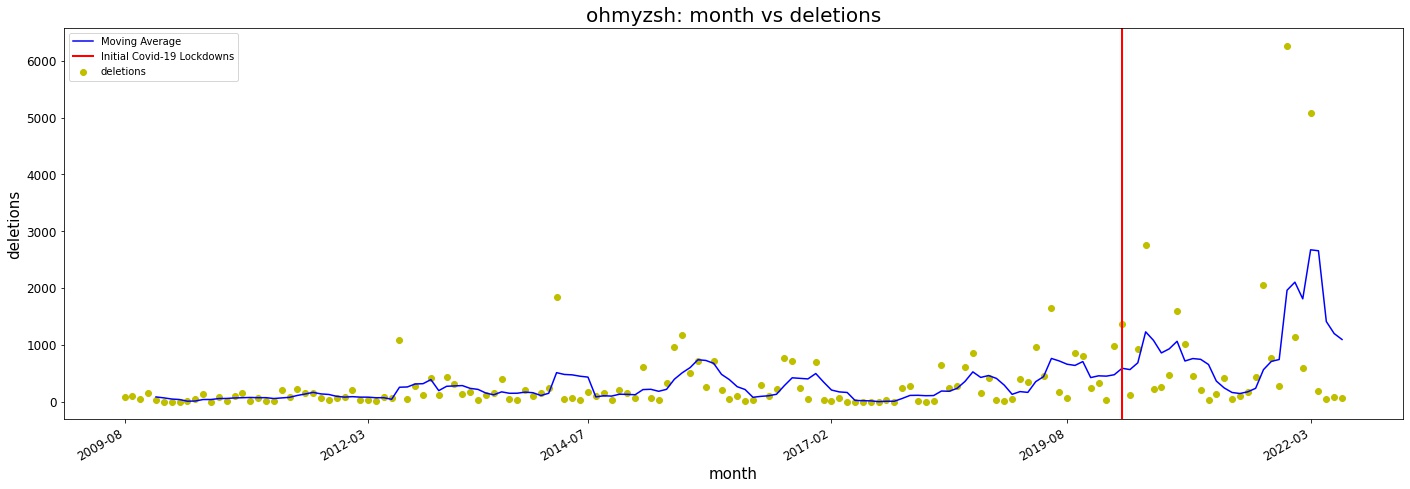 ohmyzsh: month vs deletions
Moving Average
Initial Covid-19 Lockdowns
deletions
deletions
6000
5000
4000
3000
2000
1000
0
2009-08
2012-03
2014-07
2017-02
2019-08
2022-03
month